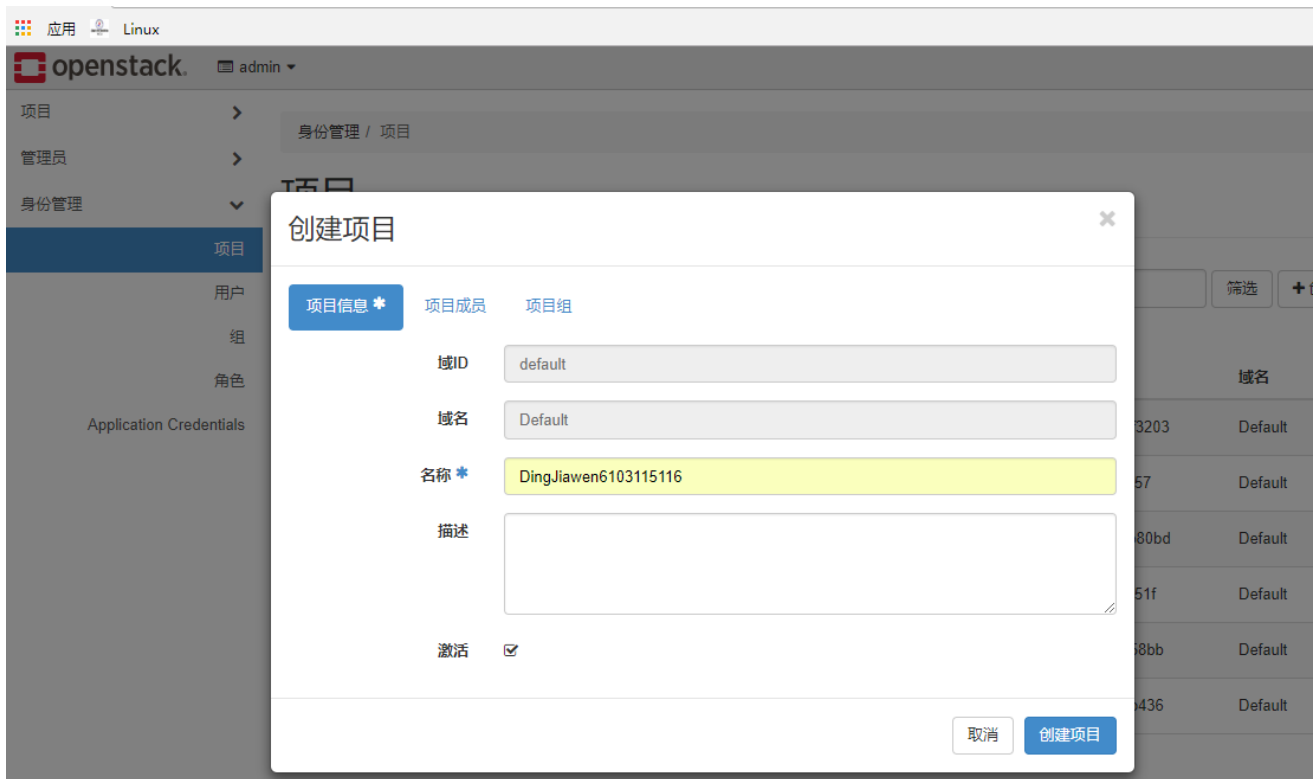 应用 Linux
openstack. admin
项目
管理员
身份管理
项目
用户
组
角色
Application Credentials
身份管理 / 项目
项目
筛选
域名
3203 Default
57 Default
80bd Default
51f Default
8bb Default
436 Default
创建项目 ×
项目信息 * 项目成员 项目组
域ID default
域名 Default
名称 * DingJiawen6103115116
描述
激活
取消 创建项目